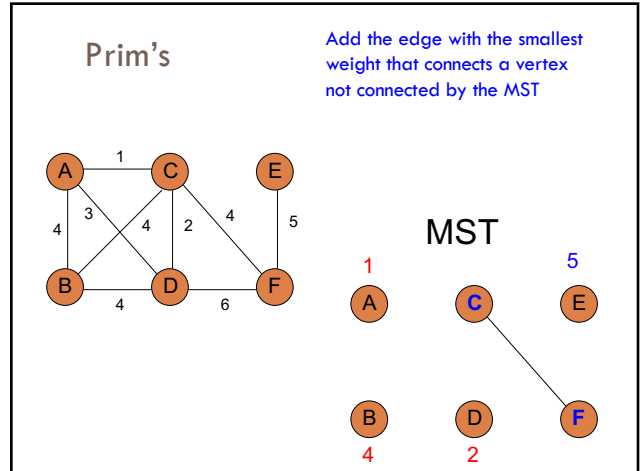 Prim's
Add the edge with the smallest
weight that connects a vertex
not connected by the MST
1
A C E
4 3 4 2 4 5
B D F
4 6
MST
1 5
A C E
B D F
4 2